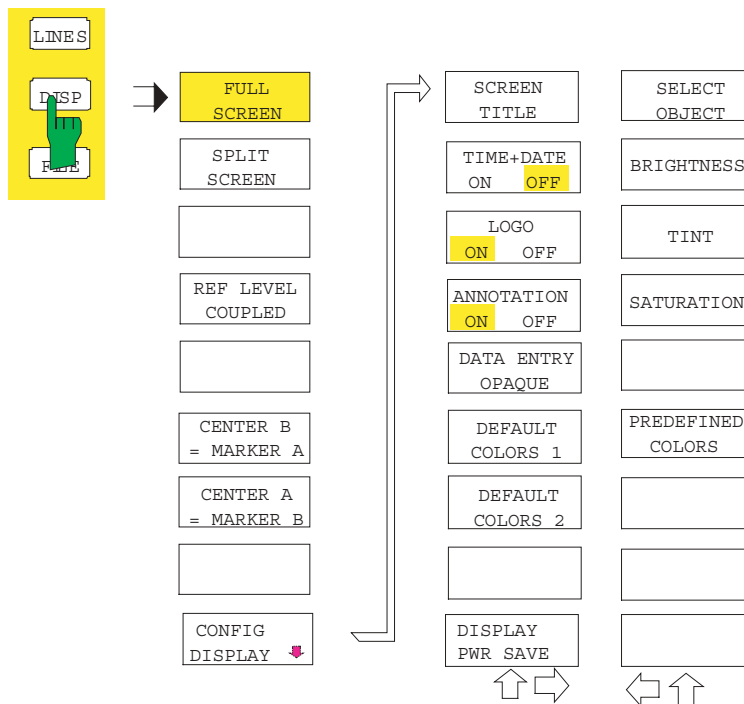 LINES
DISP
FILE
FULL
SCREEN
SPLIT
SCREEN
REF LEVEL
COUPLED
CENTER B
= MARKER A
CENTER A
= MARKER B
CONFIG
DISPLAY
SCREEN
TITLE
TIME+DATE
ON OFF
LOGO
ON OFF
ANNOTATION
ON OFF
DATA ENTRY
OPAQUE
DEFAULT
COLORS 1
DEFAULT
COLORS 2
DISPLAY
PWR SAVE
SELECT
OBJECT
BRIGHTNESS
TINT
SATURATION
PREDEFINED
COLORS